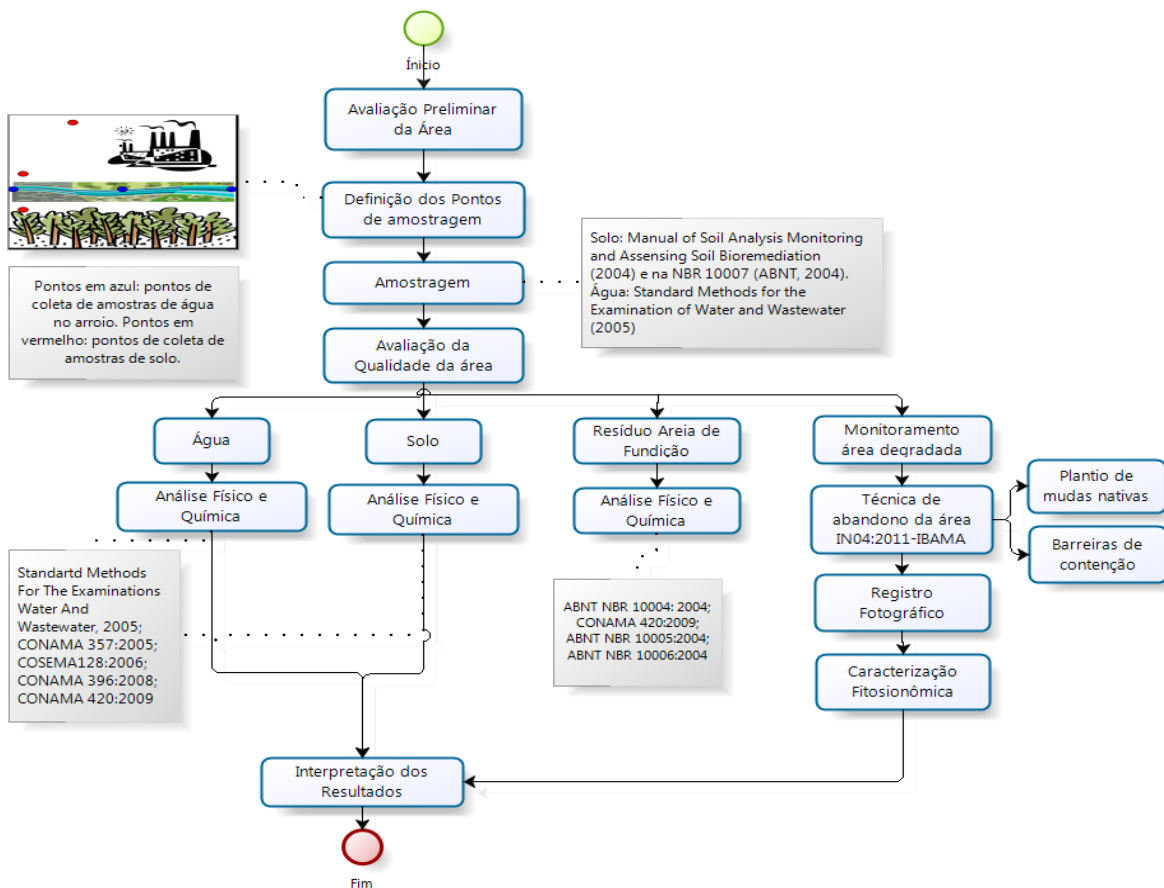 Ínicio
Avaliação Preliminar
da Área
Definição dos Pontos
de amostragem
Pontos em azul: pontos de
coleta de amostras de água
no arroio. Pontos em
vermelho: pontos de coleta de
amostras de solo.
Amostragem
Solo: Manual of Soil Analysis Monitoring
and Assensing Soil Bioremediation
(2004) e na NBR 10007 (ABNT, 2004).
Água: Standard Methods for the
Examination of Water and Wastewater
(2005)
Avaliação da
Qualidade da área
Água
Solo
Resíduo Areia de
Fundição
Monitoramento
área degradada
Análise Físico e
Química
Análise Físico e
Química
Análise Físico e
Química
Técnica de
abandono da área
IN04:2011-IBAMA
Plantio de
mudas nativas
Barreiras de
contenção
Standartd Methods
For The Examinations
Water And
Wastewater, 2005;
CONAMA 357:2005;
COSEMA128:2006;
CONAMA 396:2008;
CONAMA 420:2009
ABNT NBR 10004: 2004;
CONAMA 420:2009;
ABNT NBR 10005:2004;
ABNT NBR 10006:2004
Registro
Fotográfico
Caracterização
Fitosionômica
Interpretação dos
Resultados
Fim